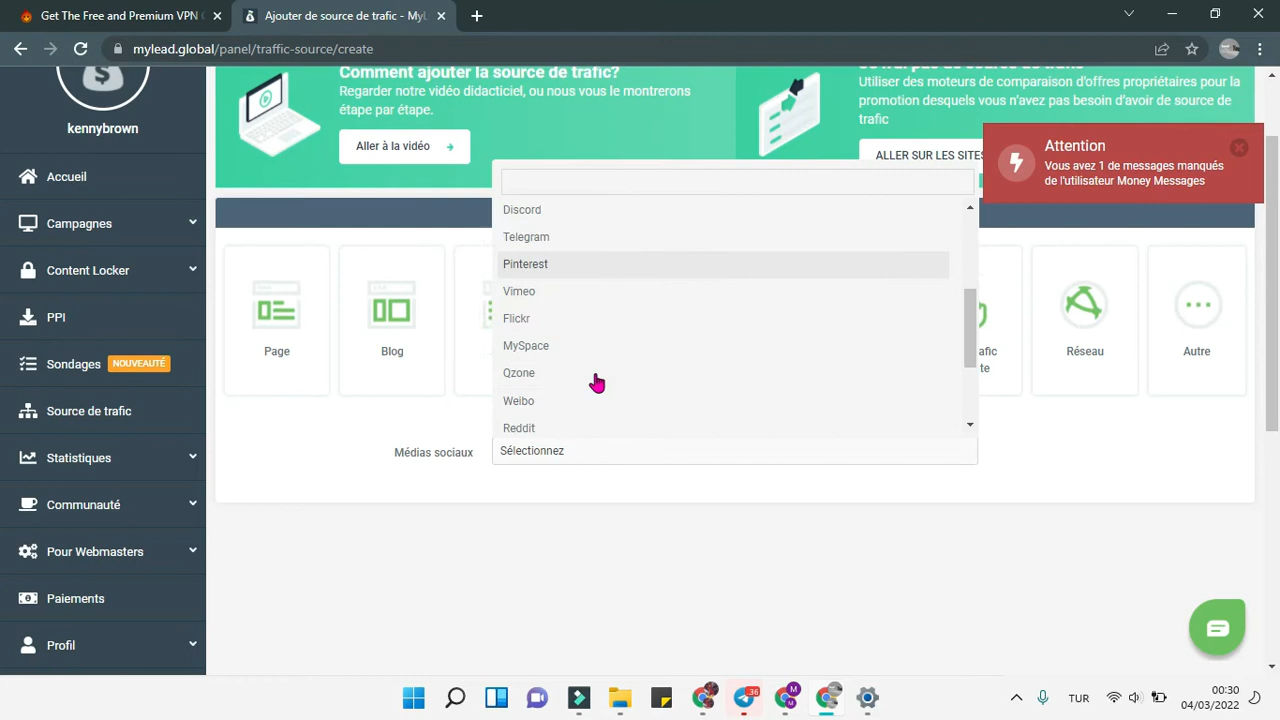 Get The Free and Premium VPN
Ajouter de source de trafic - MyL
mylead.global/panel/traffic-source/create
kennybrown
Accueil
Campagnes
Content Locker
PPI
Sondages NOUVEAUTÉ
Source de trafic
Statistiques
Communauté
Pour Webmasters
Paiements
Profil
Comment ajouter la source de trafic?
Regarder notre vidéo didacticiel, ou nous vous le montrerons
étape par étape.
Aller à la vidéo
Utiliser des moteurs de comparaison d'offres propriétaires pour la
promotion desquels vous n'avez pas besoin d'avoir de source de
trafic
ALLER SUR LES SITES
Attention
Vous avez 1 de messages manqués
de l'utilisateur Money Messages
Page
Blog
Discord
Telegram
Pinterest
Vimeo
Flickr
MySpace
Qzone
Weibo
Reddit
afic
te
Réseau
Autre
Médias sociaux
Sélectionnez
36
M
TUR
00:30
04/03/2022